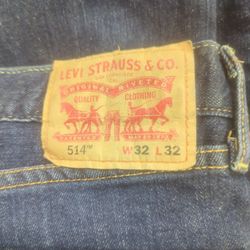 LEVI STRAUSS & CO.
ORIGINAL RIVETED
QUALITY CLOTHING
514™ W32 L32